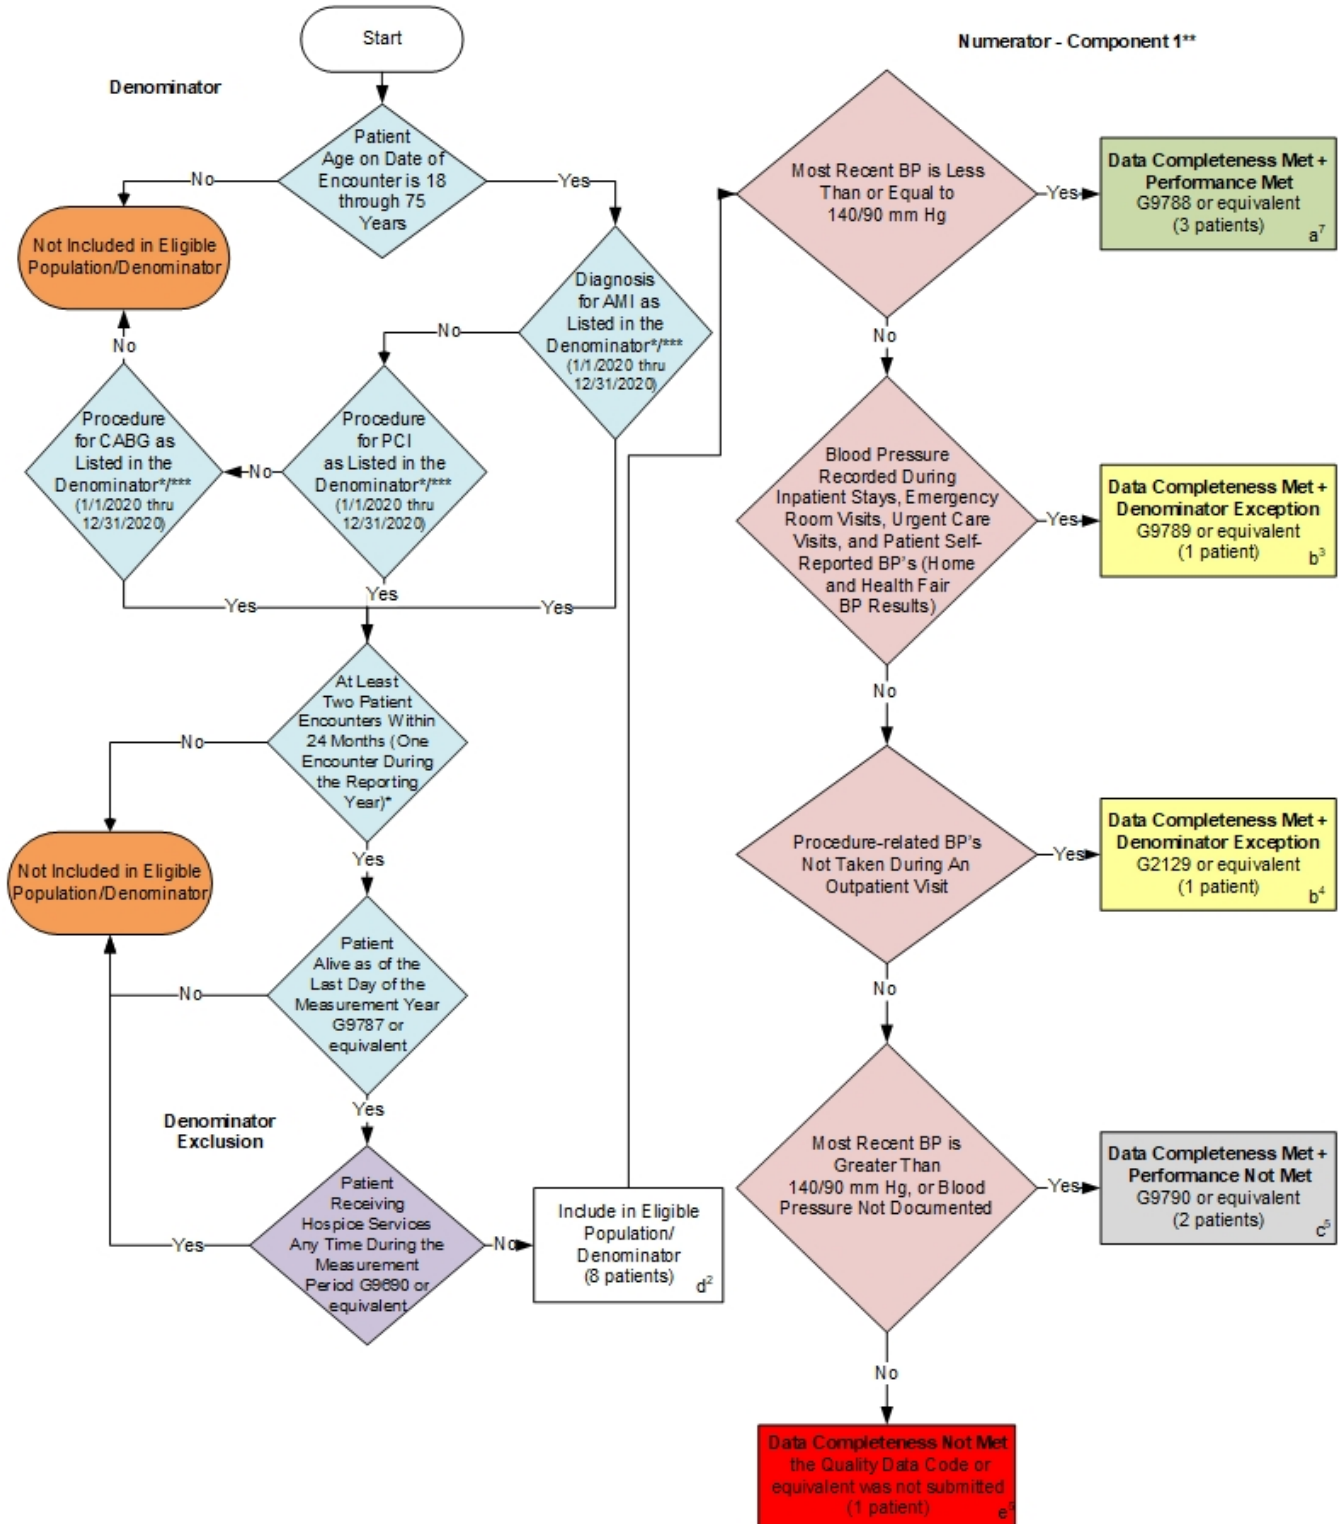 Start
Numerator - Component 1**
Denominator
Patient
Age on Date of
Encounter is 18
through 75
Years
No
Yes
Not Included in Eligible
Population/Denominator
Diagnosis
for AMI as
Listed in the
Denominator*/***
(1/1/2020 thru
12/31/2020)
No
No
Procedure
for PCI
as Listed in the
Denominator*/***
(1/1/2020 thru
12/31/2020)
No
Procedure
for CABG as
Listed in the
Denominator*/***
(1/1/2020 thru
12/31/2020)
Yes
Yes
Yes
At Least
Two Patient
Encounters Within
24 Months (One
Encounter During
the Reporting
Year)*
No
Yes
Not Included in Eligible
Population/Denominator
Patient
Alive as of the
Last Day of the
Measurement Year
G9787 or
equivalent
No
Yes
Denominator
Exclusion
Patient
Receiving
Hospice Services
Any Time During the
Measurement
Period G9690 or
equivalent
Yes
No
Include in Eligible
Population/
Denominator
(8 patients)
d²
Most Recent BP is Less
Than or Equal to
140/90 mm Hg
Yes
Data Completeness Met +
Performance Met
G9788 or equivalent
(3 patients)
a⁷
No
Blood Pressure
Recorded During
Inpatient Stays, Emergency
Room Visits, Urgent Care
Visits, and Patient Self-
Reported BP's (Home
and Health Fair
BP Results)
Yes
Data Completeness Met +
Denominator Exception
G9789 or equivalent
(1 patient)
b³
No
Procedure-related BP's
Not Taken During An
Outpatient Visit
Yes
Data Completeness Met +
Denominator Exception
G2129 or equivalent
(1 patient)
b⁴
No
Most Recent BP is
Greater Than
140/90 mm Hg, or Blood
Pressure Not Documented
Yes
Data Completeness Met +
Performance Not Met
G9790 or equivalent
(2 patients)
c⁵
No
Data Completeness Not Met
the Quality Data Code or
equivalent was not submitted
(1 patient)